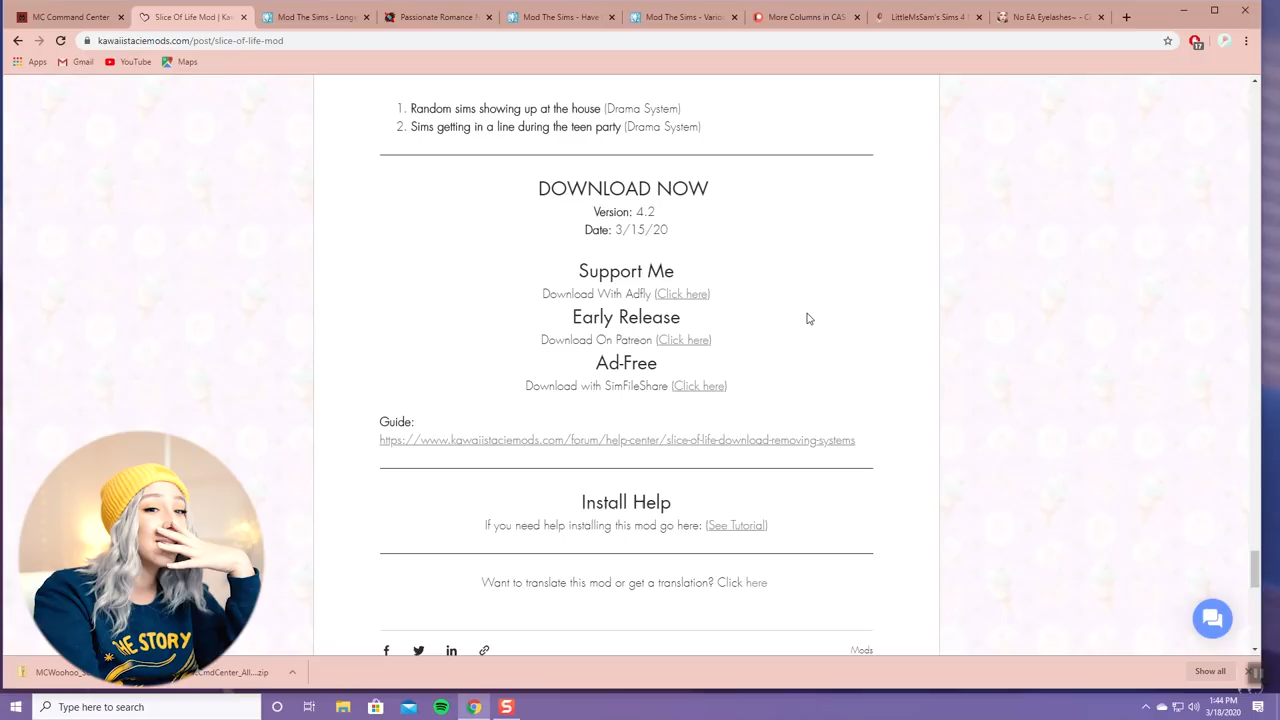 MC Command Center
Slice Of Life Mod | Kaw
Mod The Sims - Longe
Passionate Romance M
Mod The Sims - Have
Mod The Sims - Vario
More Columns in CAS
LittleMsSam's Sims 4
No EA Eyelashes~ - Ci
kawaiistaciemods.com/post/slice-of-life-mod
17
Apps
Gmail
YouTube
Maps
1. Random sims showing up at the house (Drama System)
2. Sims getting in a line during the teen party (Drama System)
DOWNLOAD NOW
Version: 4.2
Date: 3/15/20
Support Me
Download With Adfly (Click here)
Early Release
Download On Patreon (Click here)
Ad-Free
Download with SimFileShare (Click here)
Guide:
https://www.kawaiistaciemods.com/forum/help-center/slice-of-life-download-removing-systems
Install Help
If you need help installing this mod go here: (See Tutorial)
Want to translate this mod or get a translation? Click here
Mods
THE STORY
MCWoohoo_
CmdCenter_All....zip
Show all
Type here to search
1:44 PM
3/18/2020